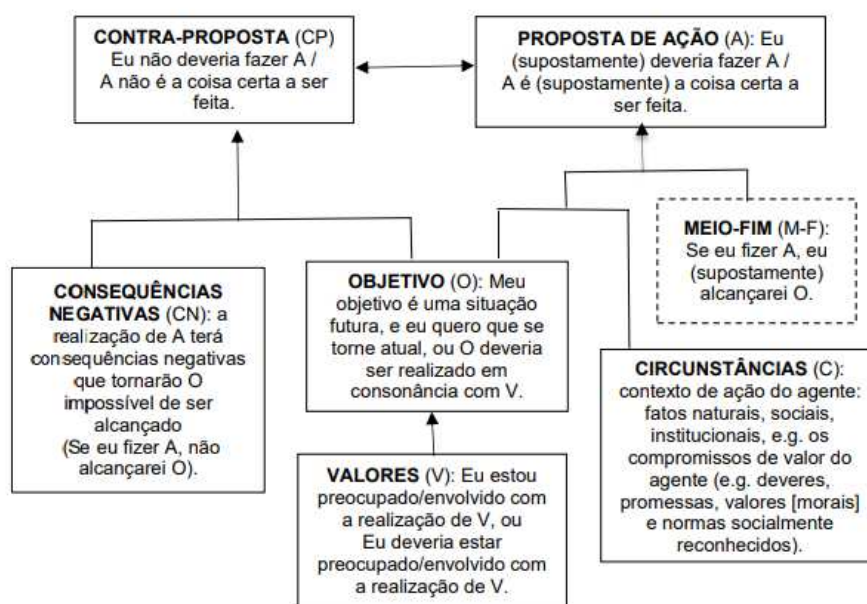 CONTRA-PROPOSTA (CP)
Eu não deveria fazer A /
A não é a coisa certa a ser
feita.
PROPOSTA DE AÇÃO (A): Eu
(supostamente) deveria fazer A /
A é (supostamente) a coisa certa a
ser feita.
CONSEQUÊNCIAS
NEGATIVAS (CN): a
realização de A terá
consequências negativas
que tornarão O
impossível de ser
alcançado
(Se eu fizer A, não
alcançarei O).
OBJETIVO (O): Meu
objetivo é uma situação
futura, e eu quero que se
torne atual, ou O deveria
ser realizado em
consonância com V.
MEIO-FIM (M-F):
Se eu fizer A, eu
(supostamente)
alcançarei O.
CIRCUNSTÂNCIAS (C):
contexto de ação do agente:
fatos naturais, sociais,
institucionais, e.g. os
compromissos de valor do
agente (e.g. deveres,
promessas, valores [morais]
e normas socialmente
reconhecidos).
VALORES (V): Eu estou
preocupado/envolvido com
a realização de V, ou
Eu deveria estar
preocupado/envolvido com
a realização de V.